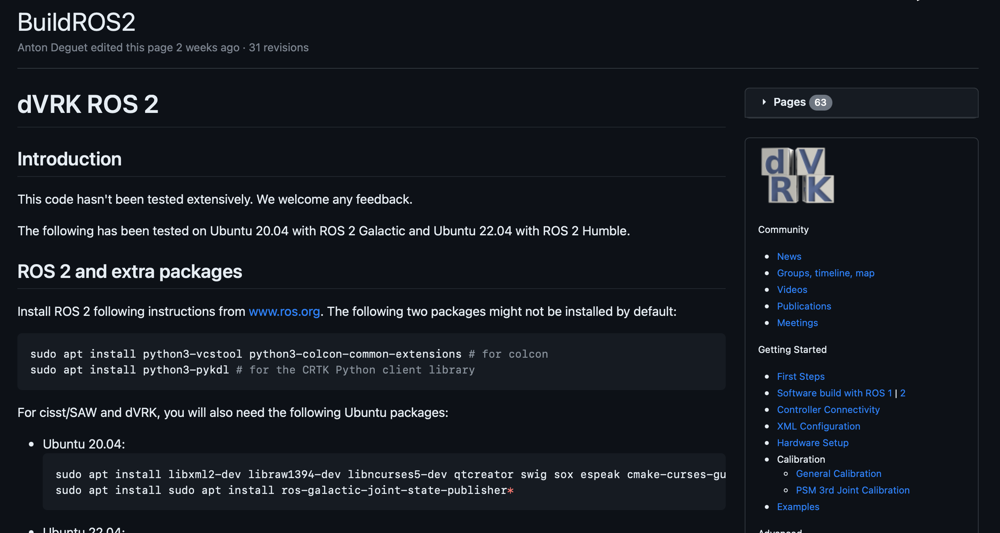 BuildROS2
Anton Deguet edited this page 2 weeks ago · 31 revisions
dVRK ROS 2
Introduction
This code hasn't been tested extensively. We welcome any feedback.
The following has been tested on Ubuntu 20.04 with ROS 2 Galactic and Ubuntu 22.04 with ROS 2 Humble.
ROS 2 and extra packages
Install ROS 2 following instructions from www.ros.org. The following two packages might not be installed by default:
sudo apt install python3-vcstool python3-colcon-common-extensions # for colcon
sudo apt install python3-pykdl # for the CRTK Python client library
For cisst/SAW and dVRK, you will also need the following Ubuntu packages:
• Ubuntu 20.04:
sudo apt install libxml2-dev libraw1394-dev libncurses5-dev qtcreator swig sox espeak cmake-curses-gu
sudo apt install sudo apt install ros-galactic-joint-state-publisher*
• Ubuntu 22.04:
Pages 63
dV
RK
Community
• News
• Groups, timeline, map
• Videos
• Publications
• Meetings
Getting Started
• First Steps
• Software build with ROS 1 | 2
• Controller Connectivity
• XML Configuration
• Hardware Setup
• Calibration
○ General Calibration
○ PSM 3rd Joint Calibration
• Examples
Advanced